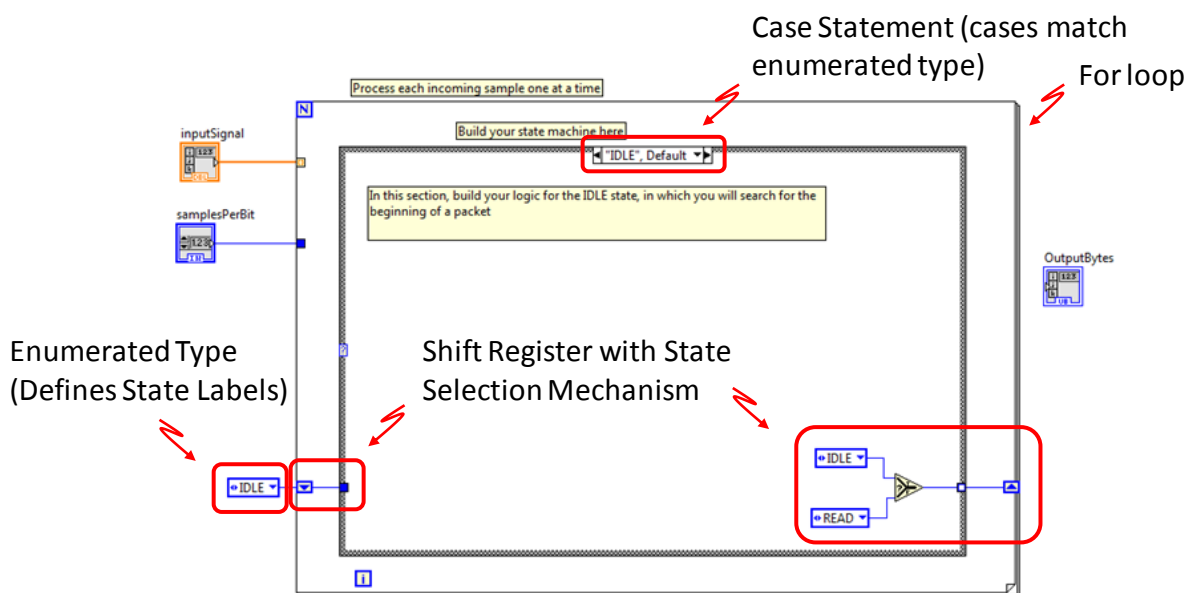 Case Statement (cases match
enumerated type)
For loop
Process each incoming sample one at a time
N
Build your state machine here
inputSignal
123
"IDLE", Default
In this section, build your logic for the IDLE state, in which you will search for the
beginning of a packet
samplesPerBit
123
OutputBytes
123
Enumerated Type
(Defines State Labels)
Shift Register with State
Selection Mechanism
?
IDLE
IDLE
?
READ
i